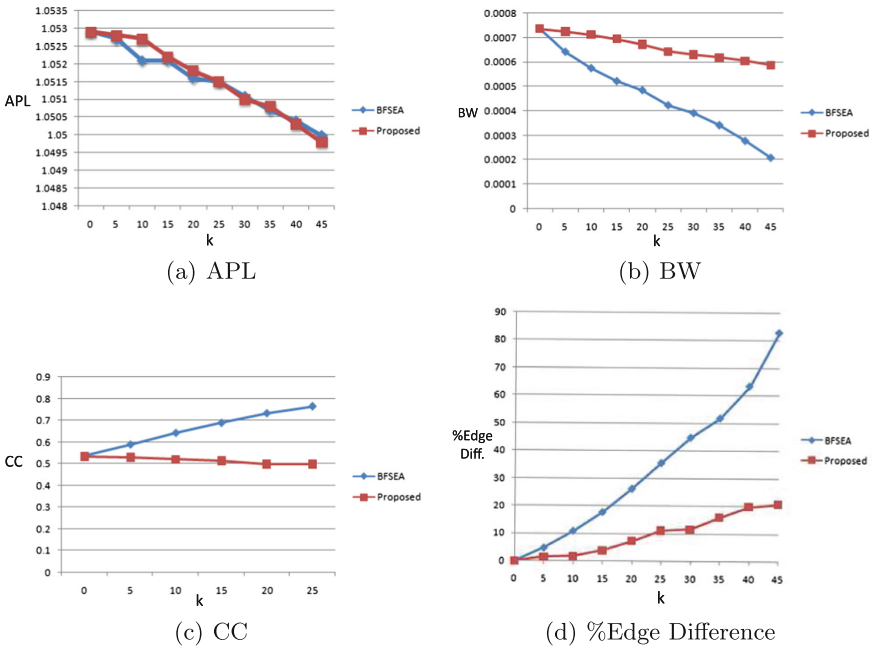 1.0535
1.053
1.0525
1.052
1.0515
1.051
1.0505
1.05
1.0495
1.049
1.0485
1.048
APL
0 5 10 15 20 25 30 35 40 45
k
BFSEA
Proposed
(a) APL
0.0008
0.0007
0.0006
0.0005
0.0004
0.0003
0.0002
0.0001
0
BW
0 5 10 15 20 25 30 35 40 45
k
BFSEA
Proposed
(b) BW
0.9
0.8
0.7
0.6
0.5
0.4
0.3
0.2
0.1
0
CC
0 5 10 15 20 25
k
BFSEA
Proposed
(c) CC
90
80
70
60
50
40
30
20
10
0
%Edge
Diff.
0 5 10 15 20 25 30 35 40 45
k
BFSEA
Proposed
(d) %Edge Difference